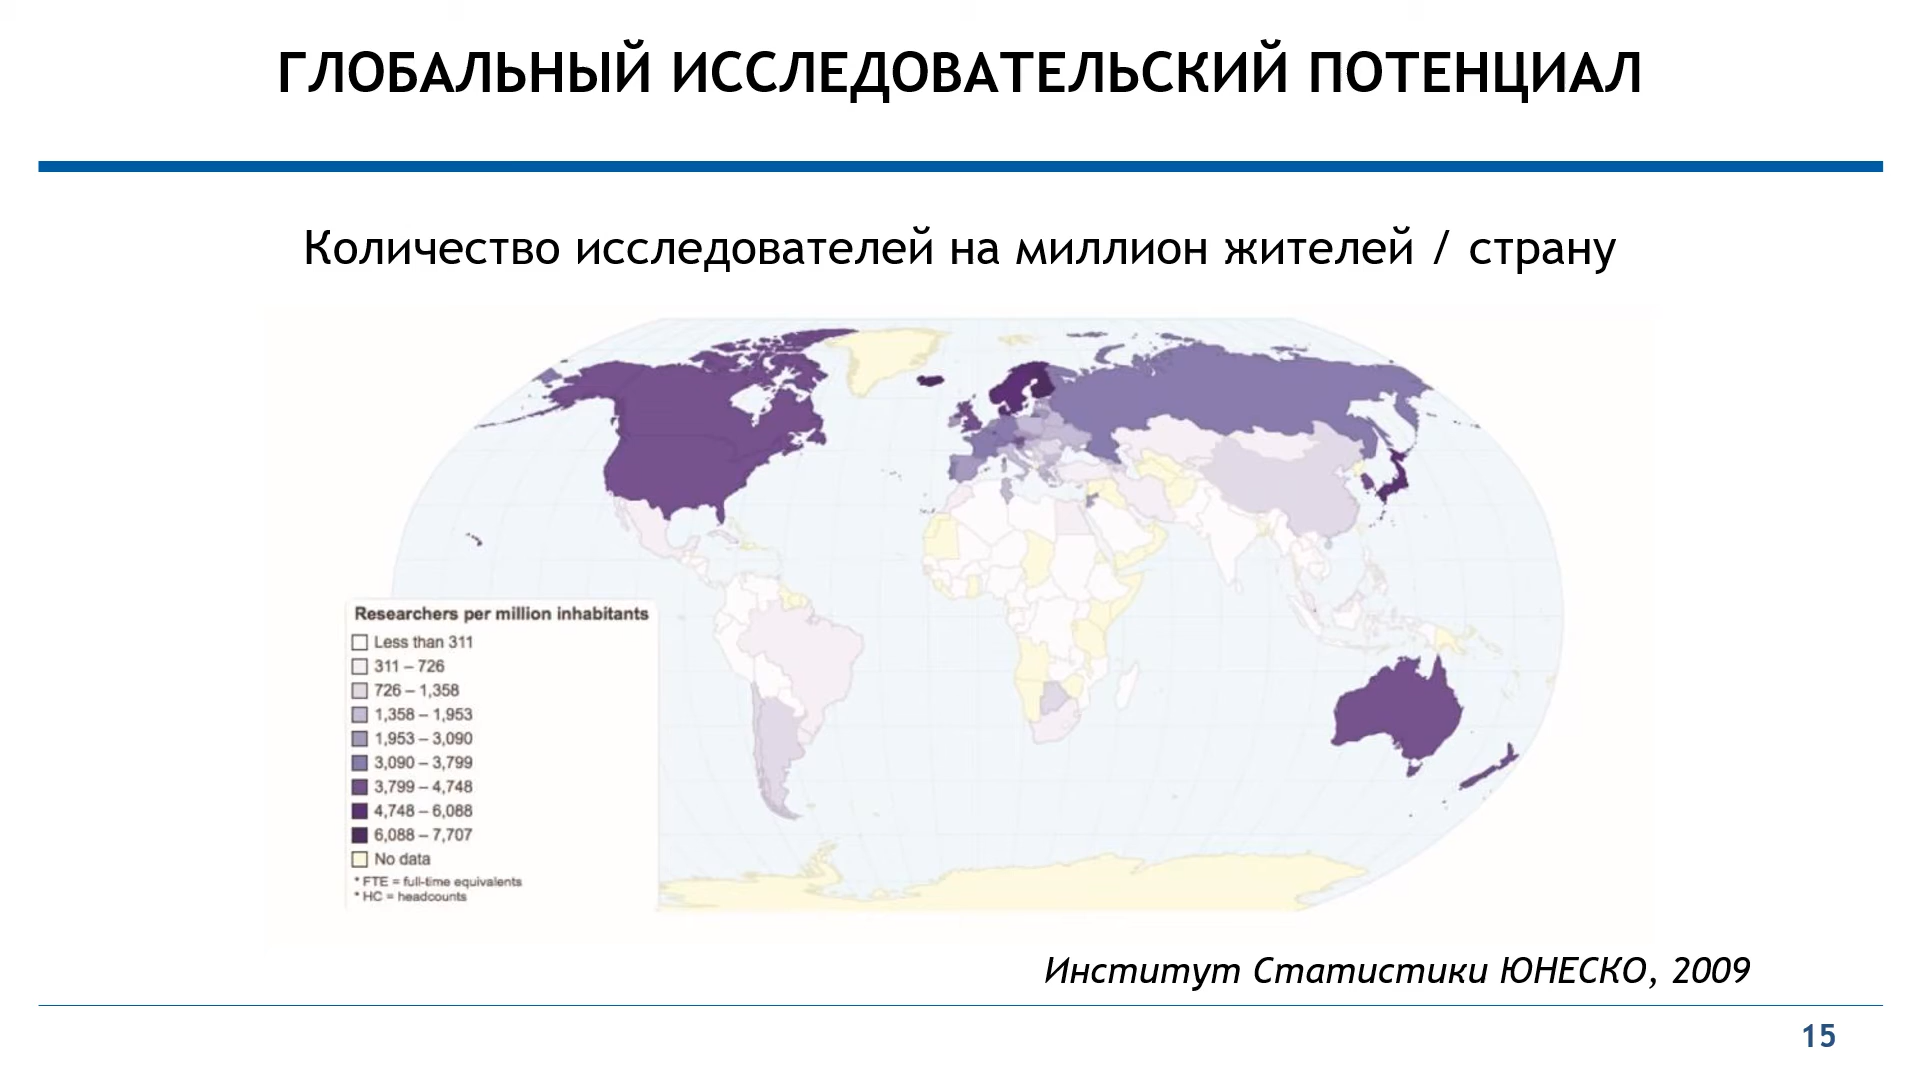 ГЛОБАЛЬНЫЙ ИССЛЕДОВАТЕЛЬСКИЙ ПОТЕНЦИАЛ
Количество исследователей на миллион жителей / страну
Researchers per million inhabitants
Less than 311
311 – 726
726 – 1,358
1,358 – 1,953
1,953 – 3,090
3,090 – 3,799
3,799 – 4,748
4,748 – 6,088
6,088 – 7,707
No data
* FTE = full-time equivalents
* HC = headcounts
Институт Статистики ЮНЕСКО, 2009
15